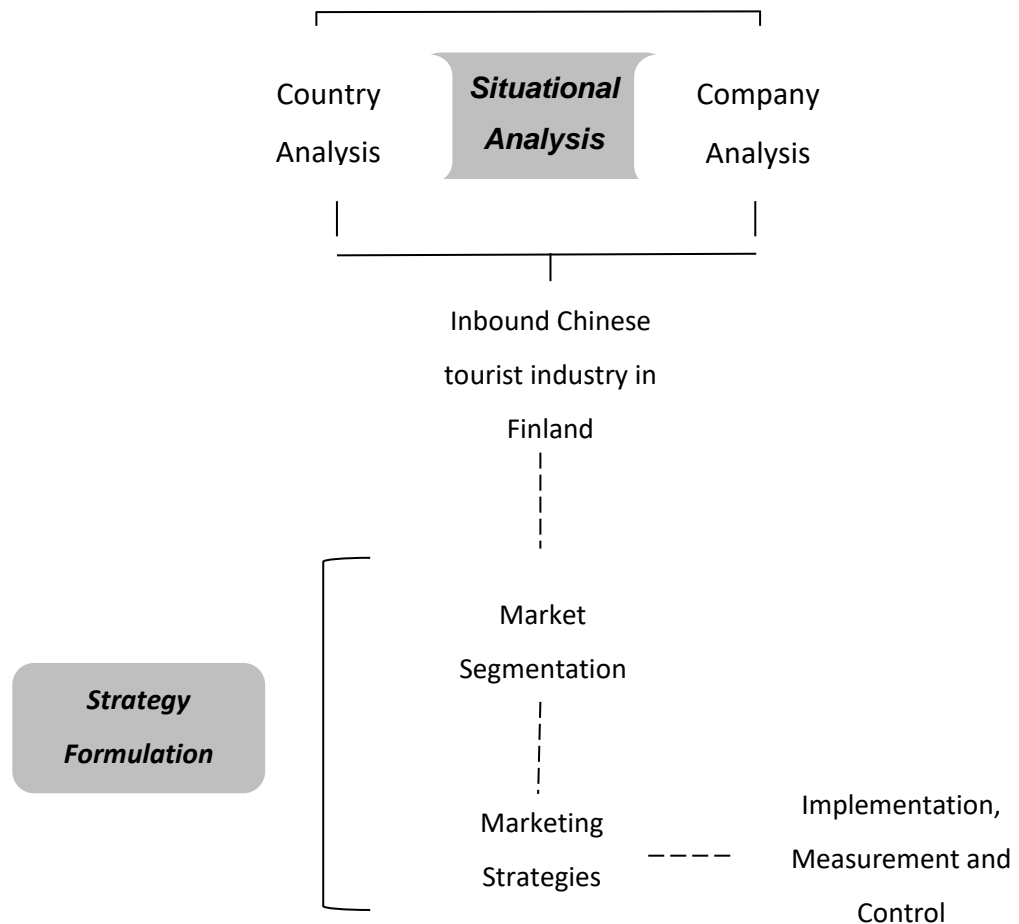 Country
Analysis
Situational
Analysis
Company
Analysis
Inbound Chinese
tourist industry in
Finland
Market
Segmentation
Strategy
Formulation
Marketing
Strategies
Implementation,
Measurement and
Control